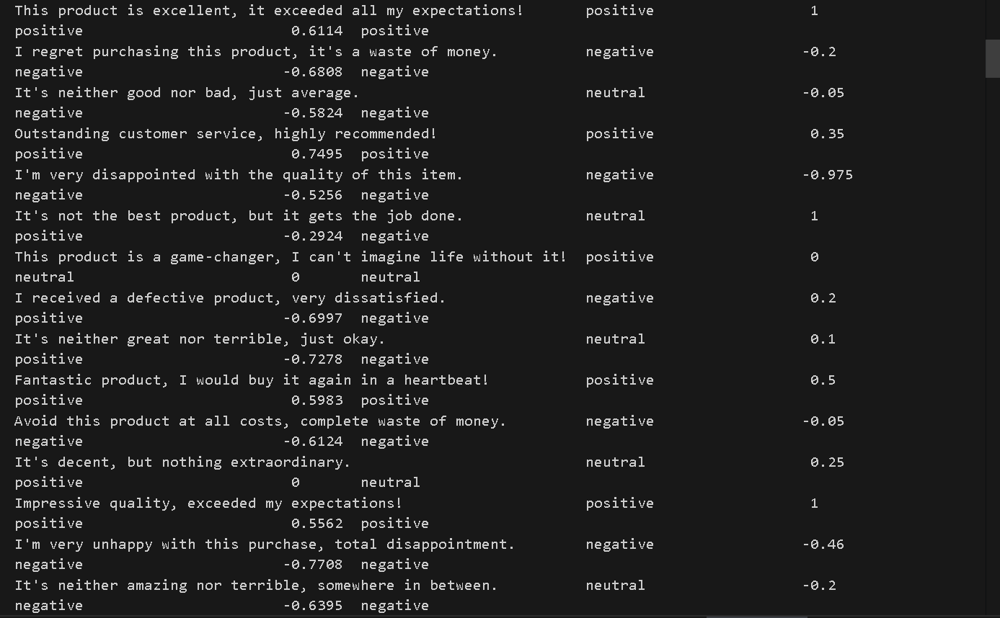 This product is excellent, it exceeded all my expectations! positive 1
positive 0.6114 positive
I regret purchasing this product, it's a waste of money. negative -0.2
negative -0.6808 negative
It's neither good nor bad, just average. neutral -0.05
negative -0.5824 negative
Outstanding customer service, highly recommended! positive 0.35
positive 0.7495 positive
I'm very disappointed with the quality of this item. negative -0.975
negative -0.5256 negative
It's not the best product, but it gets the job done. neutral 1
positive -0.2924 negative
This product is a game-changer, I can't imagine life without it! positive 0
neutral 0 neutral
I received a defective product, very dissatisfied. negative 0.2
positive -0.6997 negative
It's neither great nor terrible, just okay. neutral 0.1
positive -0.7278 negative
Fantastic product, I would buy it again in a heartbeat! positive 0.5
positive 0.5983 positive
Avoid this product at all costs, complete waste of money. negative -0.05
negative -0.6124 negative
It's decent, but nothing extraordinary. neutral 0.25
positive 0 neutral
Impressive quality, exceeded my expectations! positive 1
positive 0.5562 positive
I'm very unhappy with this purchase, total disappointment. negative -0.46
negative -0.7708 negative
It's neither amazing nor terrible, somewhere in between. neutral -0.2
negative -0.6395 negative